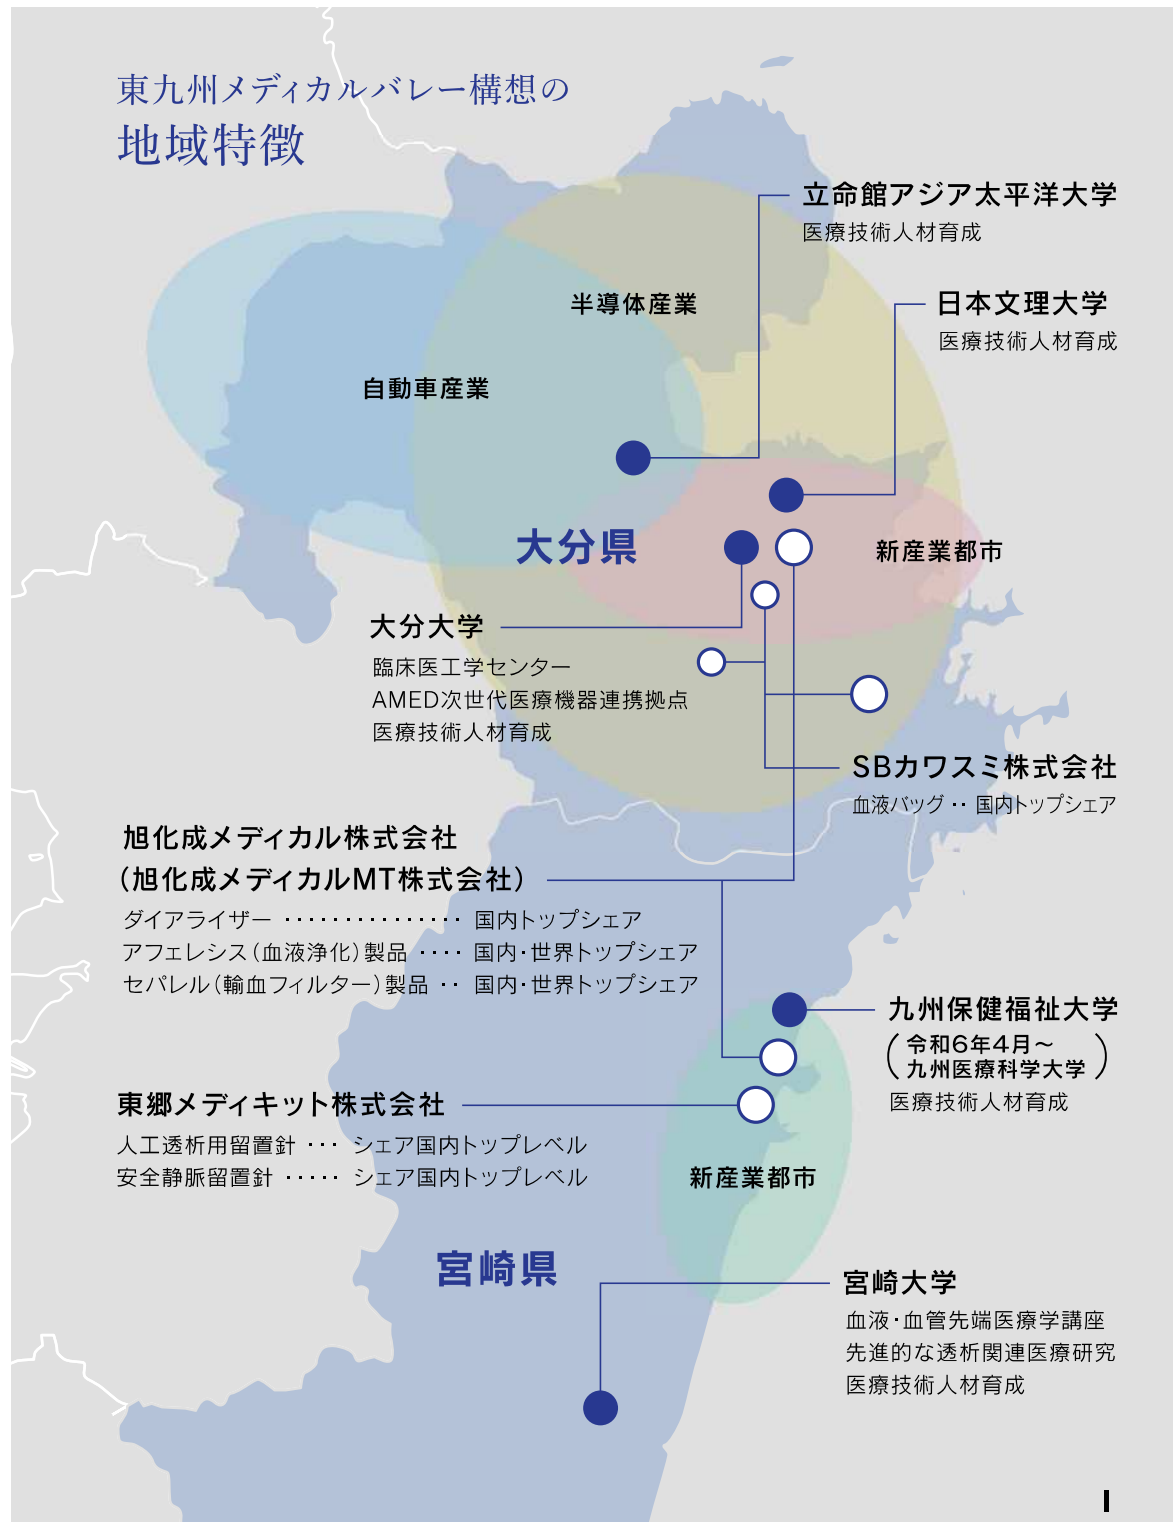 東九州メディカルバレー構想の
地域特徴
立命館アジア太平洋大学
医療技術人材育成
半導体産業
日本文理大学
医療技術人材育成
自動車産業
大分県
新産業都市
大分大学
臨床医工学センター
AMED次世代医療機器連携拠点
医療技術人材育成
SBカワスミ株式会社
血液バッグ ‥ 国内トップシェア
旭化成メディカル株式会社
(旭化成メディカルMT株式会社)
ダイアライザー ・・・・・・・・・・・・・・・ 国内トップシェア
アフェレシス(血液浄化)製品 ・・・・ 国内・世界トップシェア
セパレル(輸血フィルター)製品 ‥ 国内・世界トップシェア
九州保健福祉大学
(令和6年4月〜
九州医療科学大学)
医療技術人材育成
東郷メディキット株式会社
人工透析用留置針 ・・・ シェア国内トップレベル
安全静脈留置針 ・・・・・ シェア国内トップレベル
新産業都市
宮崎県
宮崎大学
血液・血管先端医療学講座
先進的な透析関連医療研究
医療技術人材育成
1